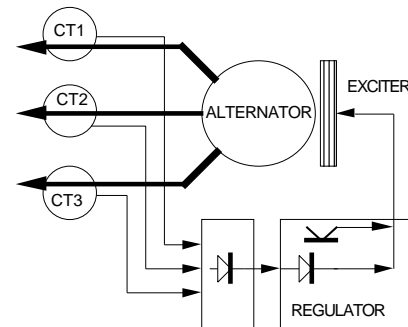 CT1
EXCITER
CT2
ALTERNATOR
CT3
REGULATOR